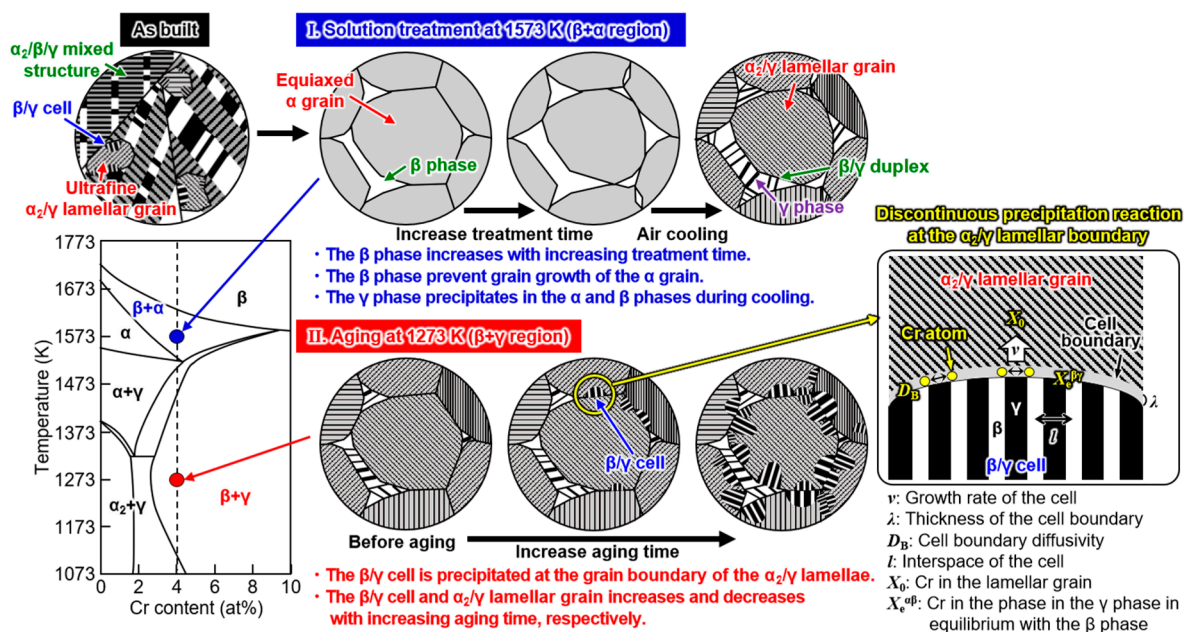 As built
α₂/β/γ mixed
structure
β/γ cell
Ultrafine
α₂/γ lamellar grain
I. Solution treatment at 1573 K (β+α region)
Equiaxed
α grain
β phase
α₂/γ lamellar grain
β/γ duplex
γ phase
Increase treatment time
Air cooling
・The β phase increases with increasing treatment time.
・The β phase prevent grain growth of the α grain.
・The γ phase precipitates in the α and β phases during cooling.
Temperature (K)
1773
1673
1573
1473
1373
1273
1173
1073
β+α
β
α
α+γ
α₂+γ
β+γ
0
2
4
6
8
10
Cr content (at%)
II. Aging at 1273 K (β+γ region)
β/γ cell
Before aging
Increase aging time
・The β/γ cell is precipitated at the grain boundary of the α₂/γ lamellae.
・The β/γ cell and α₂/γ lamellar grain increases and decreases
with increasing aging time, respectively.
Discontinuous precipitation reaction
at the α₂/γ lamellar boundary
α₂/γ lamellar grain
X₀
Cr atom
v
Cell
boundary
D_B
X_e^βγ
λ
γ
β
l
β/γ cell
v: Growth rate of the cell
λ: Thickness of the cell boundary
D_B: Cell boundary diffusivity
l: Interspace of the cell
X₀: Cr in the lamellar grain
X_e^αβ: Cr in the phase in the γ phase in
equilibrium with the β phase